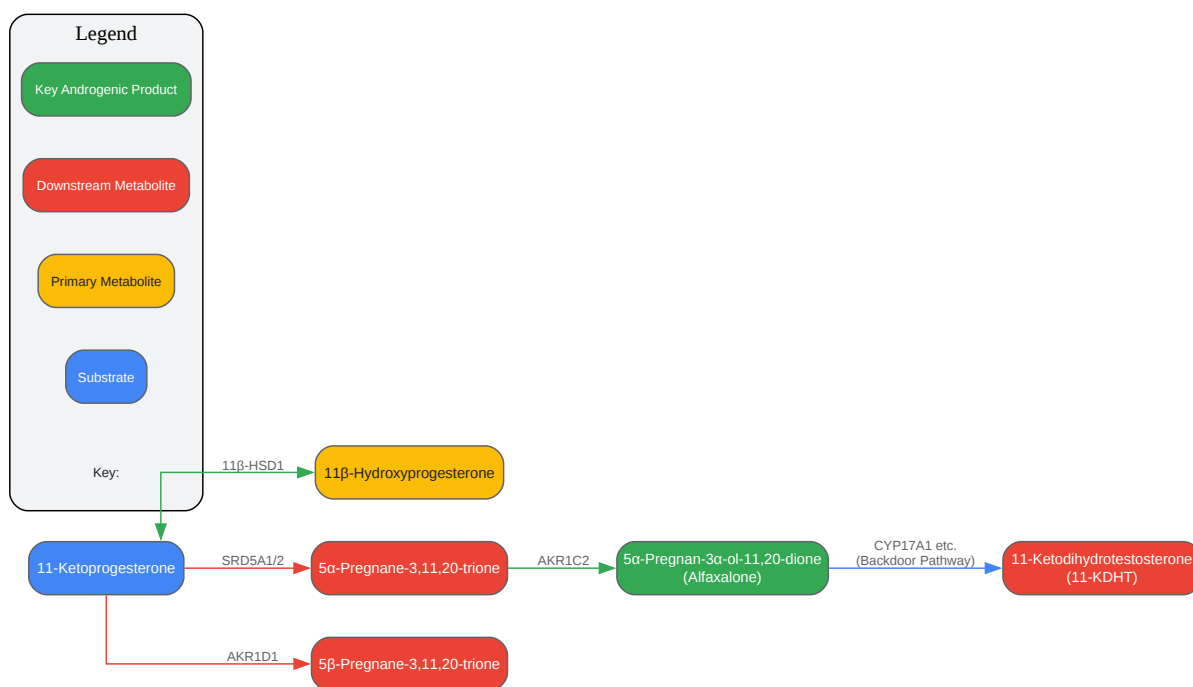 Legend
Key Androgenic Product
Downstream Metabolite
Primary Metabolite
Substrate
Key:
11β-HSD1
11β-Hydroxyprogesterone
11-Ketoprogesterone
SRD5A1/2
5α-Pregnane-3,11,20-trione
AKR1C2
5α-Pregnan-3α-ol-11,20-dione
(Alfaxalone)
CYP17A1 etc.
(Backdoor Pathway)
11-Ketodihydrotestosterone
(11-KDHT)
AKR1D1
5β-Pregnane-3,11,20-trione